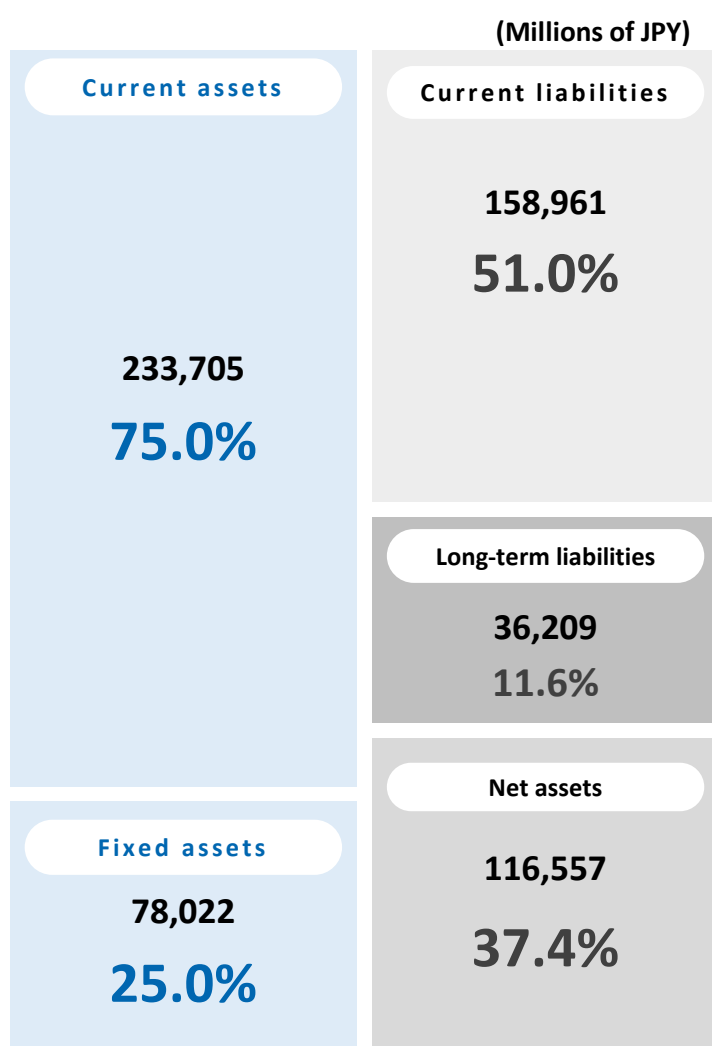 (Millions of JPY)
Current assets
233,705
75.0%
Fixed assets
78,022
25.0%
Current liabilities
158,961
51.0%
Long-term liabilities
36,209
11.6%
Net assets
116,557
37.4%